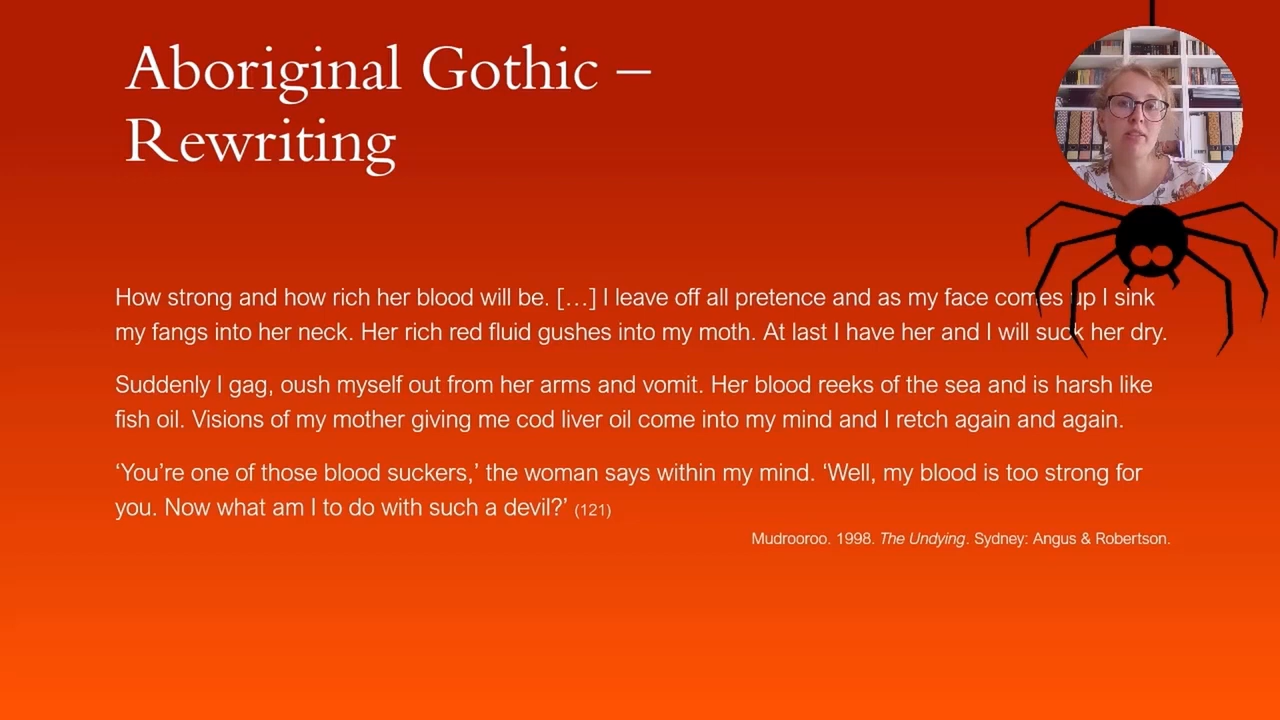 Aboriginal Gothic –
Rewriting
How strong and how rich her blood will be. […] I leave off all pretence and as my face comes up I sink
my fangs into her neck. Her rich red fluid gushes into my moth. At last I have her and I will suck her dry.
Suddenly I gag, oush myself out from her arms and vomit. Her blood reeks of the sea and is harsh like
fish oil. Visions of my mother giving me cod liver oil come into my mind and I retch again and again.
‘You’re one of those blood suckers,’ the woman says within my mind. ‘Well, my blood is too strong for
you. Now what am I to do with such a devil?’ (121)
Mudrooroo. 1998. The Undying. Sydney: Angus & Robertson.